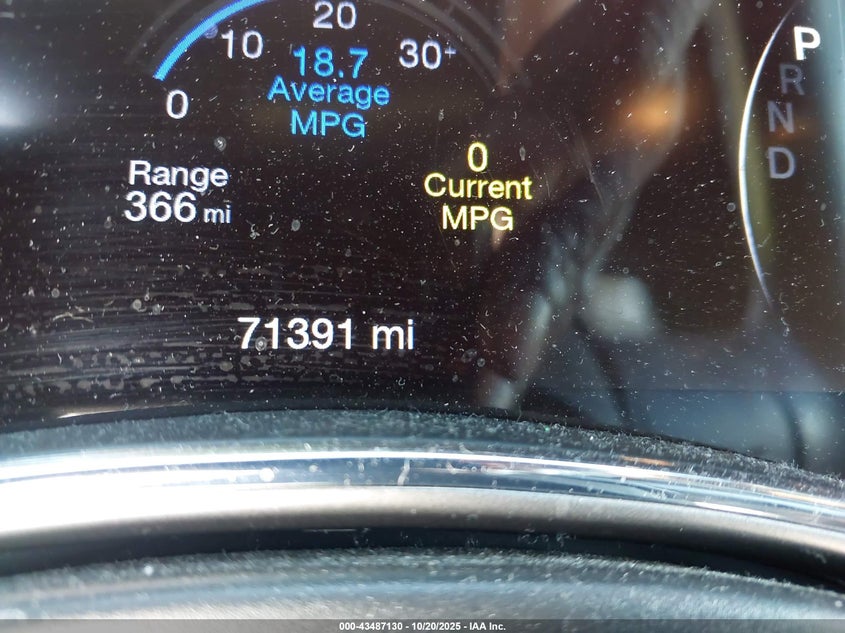 20
10
30+
0
18.7
Average
MPG
Range
366 mi
0
Current
MPG
71391 mi
P
R
N
D
000-43487130 - 10/20/2025 - IAA Inc.